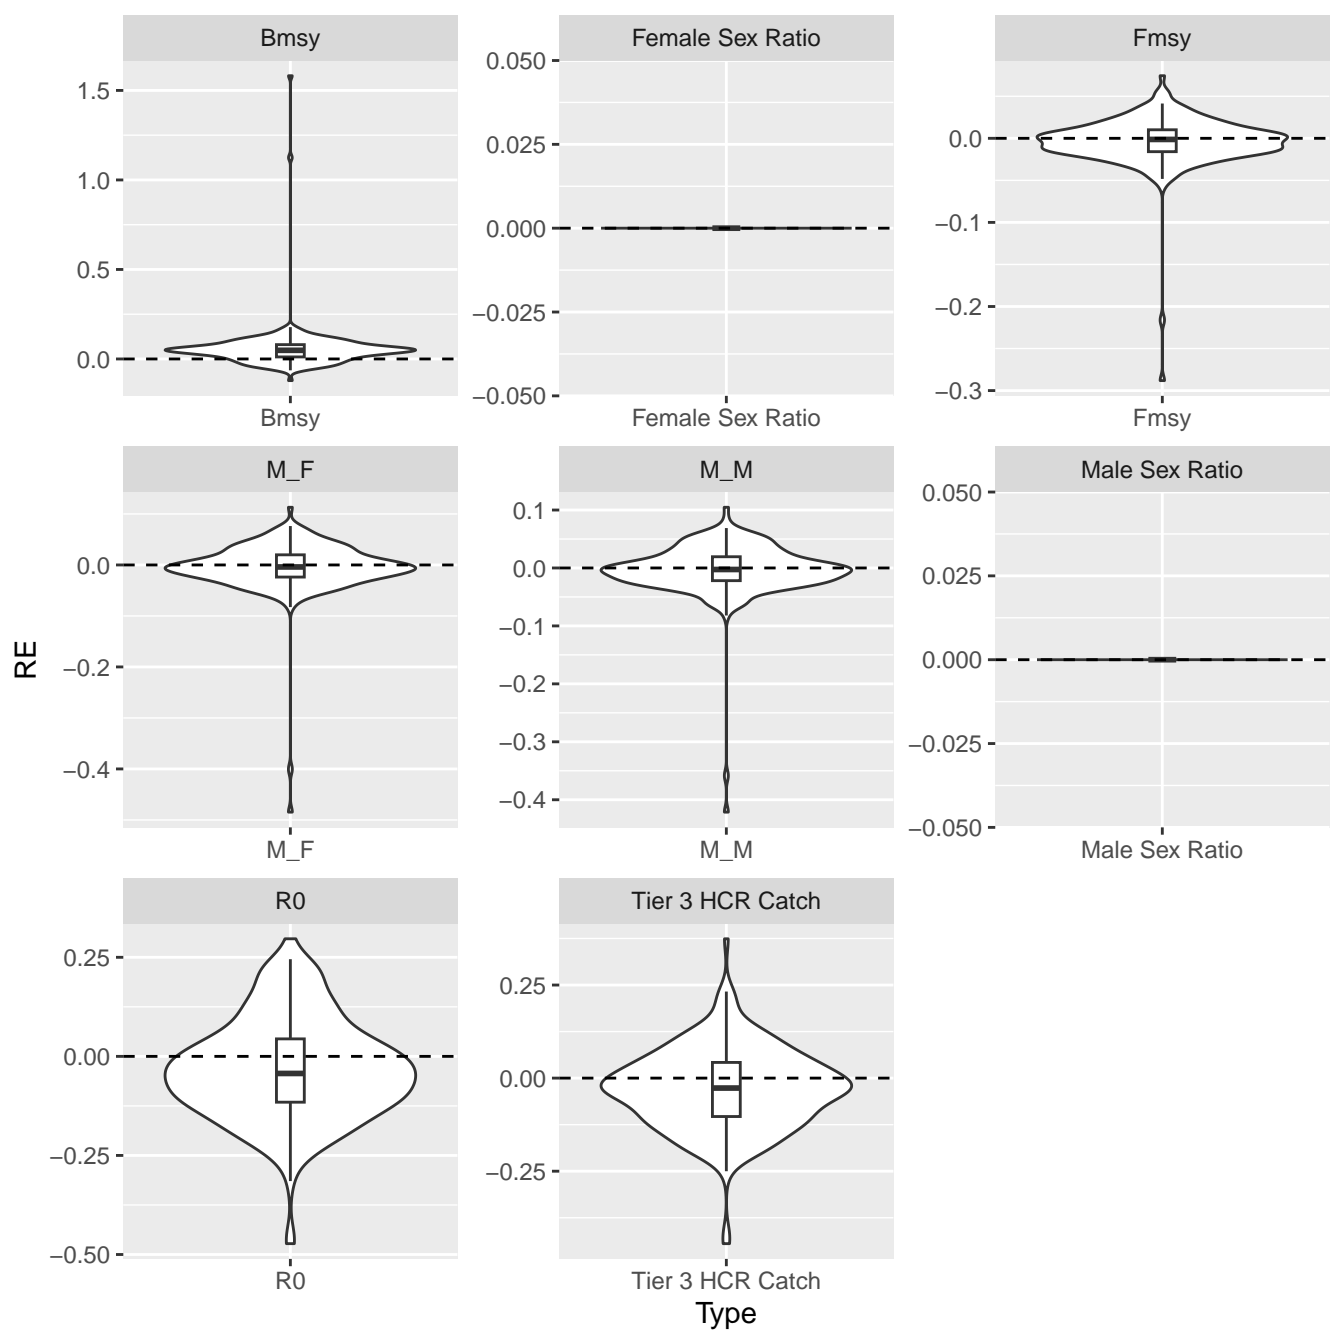 Bmsy
Female Sex Ratio
Fmsy
1.5
1.0
0.5
0.0
0.050
0.025
0.000
−0.025
−0.050
0.0
−0.1
−0.2
−0.3
Bmsy
Female Sex Ratio
Fmsy
M_F
M_M
Male Sex Ratio
0.0
−0.2
−0.4
0.1
0.0
−0.1
−0.2
−0.3
−0.4
0.050
0.025
0.000
−0.025
−0.050
M_F
M_M
Male Sex Ratio
RE
R0
Tier 3 HCR Catch
0.25
0.00
−0.25
−0.50
0.25
0.00
−0.25
R0
Tier 3 HCR Catch
Type